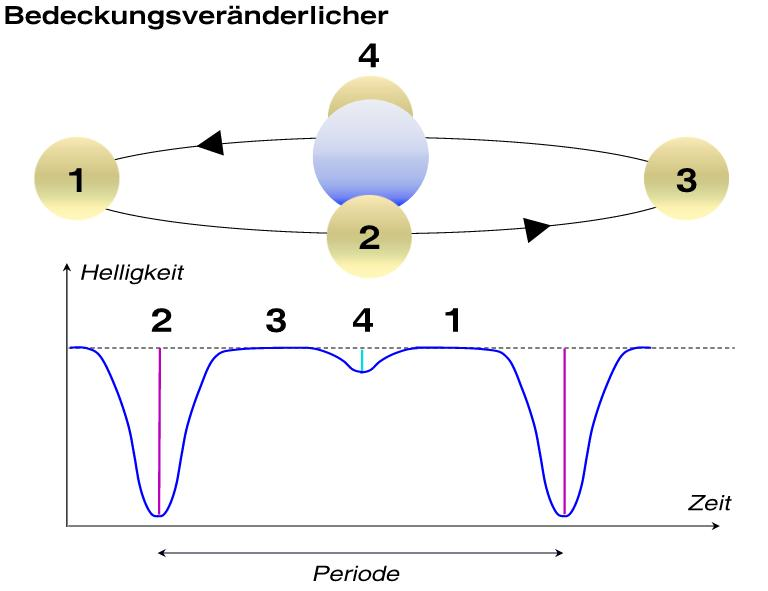 Bedeckungsveränderlicher
4
1
3
2
Helligkeit
2 3 4 1
Zeit
Periode